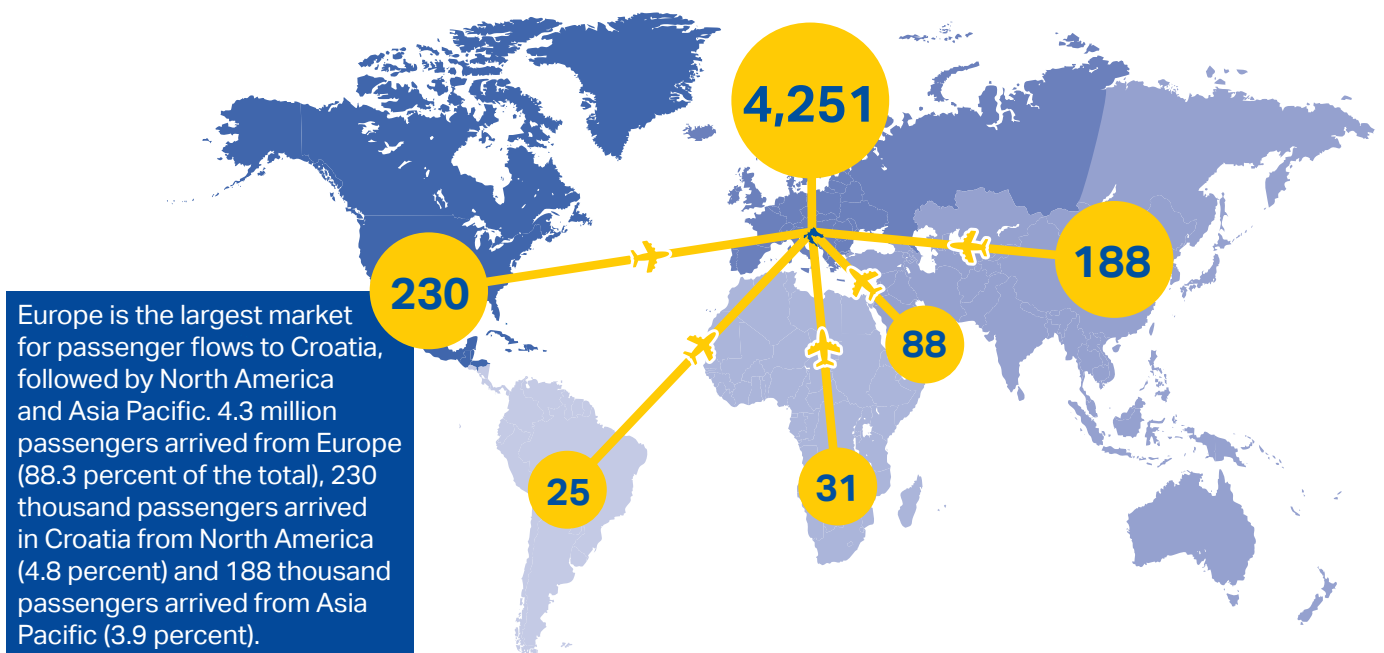 4,251
230
188
88
25
31
Europe is the largest market
for passenger flows to Croatia,
followed by North America
and Asia Pacific. 4.3 million
passengers arrived from Europe
(88.3 percent of the total), 230
thousand passengers arrived
in Croatia from North America
(4.8 percent) and 188 thousand
passengers arrived from Asia
Pacific (3.9 percent).